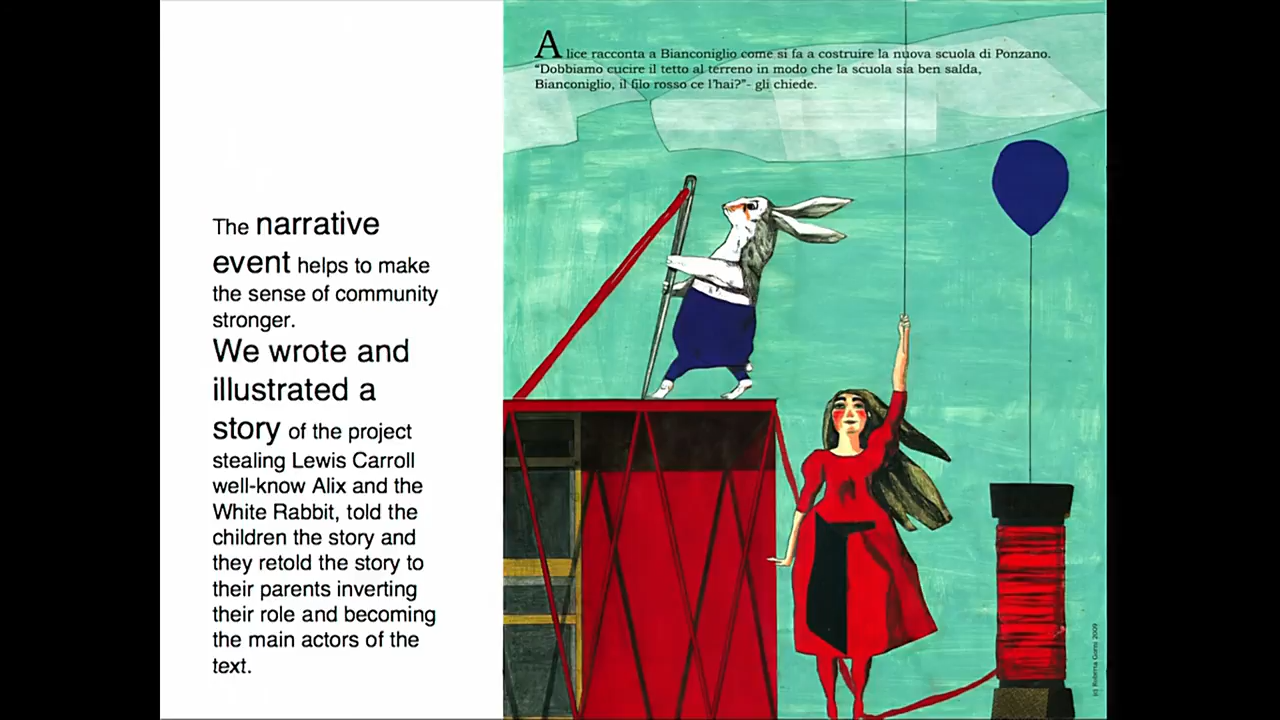 The narrative
event helps to make
the sense of community
stronger.
We wrote and
illustrated a
story of the project
stealing Lewis Carroll
well-know Alix and the
White Rabbit, told the
children the story and
they retold the story to
their parents inverting
their role and becoming
the main actors of the
text.
Alice racconta a Bianconiglio come si fa a costruire la nuova scuola di Ponzano.
“Dobbiamo cucire il tetto al terreno in modo che la scuola sia ben salda,
Bianconiglio, il filo rosso ce l'hai?”- gli chiede.
(c) Roberta Gorni 2009